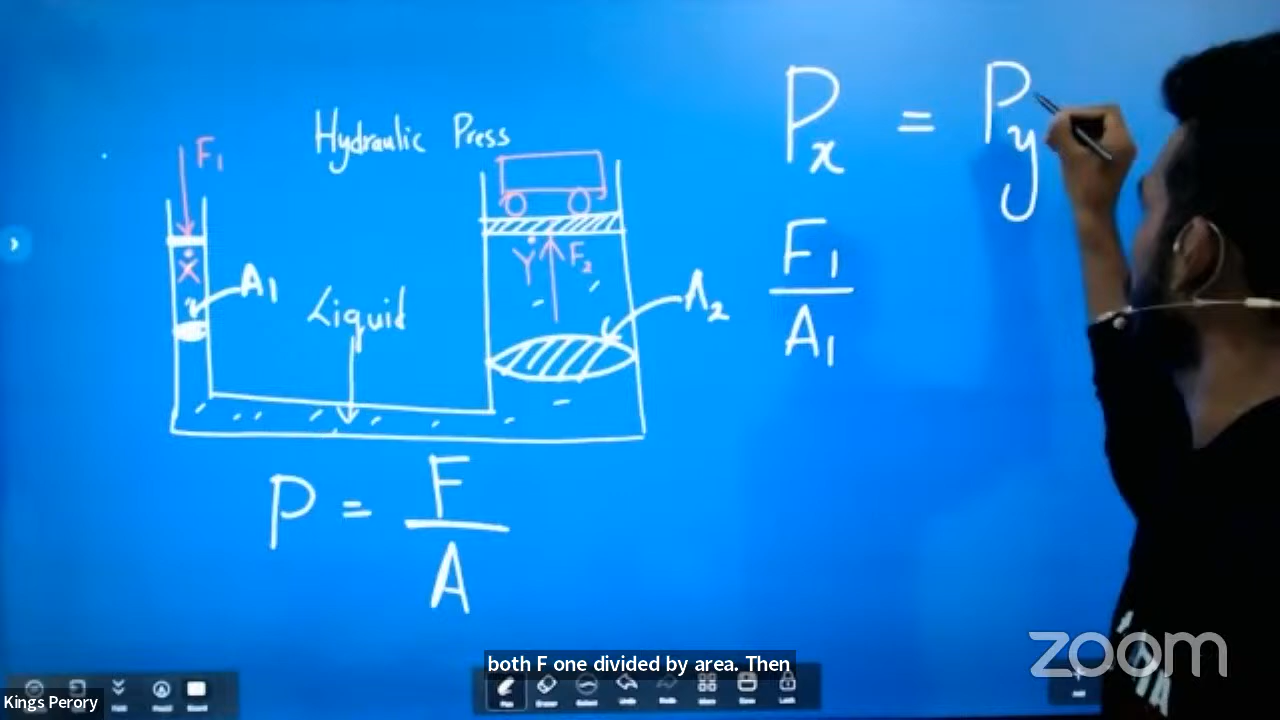 Hydraulic Press
F₁
X
A₁
Liquid
Y
F₂
A₂
P = F / A
Pₓ = Py
F₁ / A₁
both F one divided by area. Then
Kings Perory
zoom